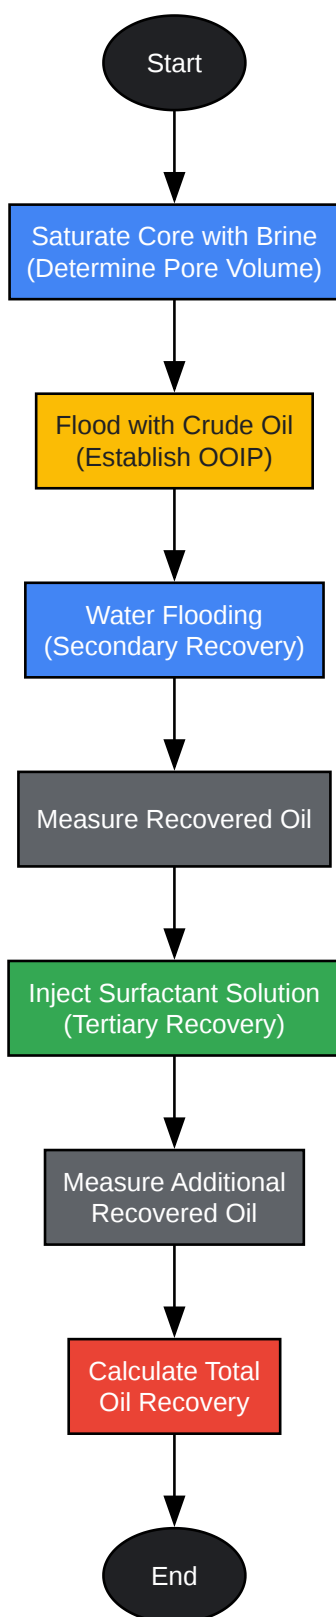 Start
Saturate Core with Brine
(Determine Pore Volume)
Flood with Crude Oil
(Establish OOIP)
Water Flooding
(Secondary Recovery)
Measure Recovered Oil
Inject Surfactant Solution
(Tertiary Recovery)
Measure Additional
Recovered Oil
Calculate Total
Oil Recovery
End